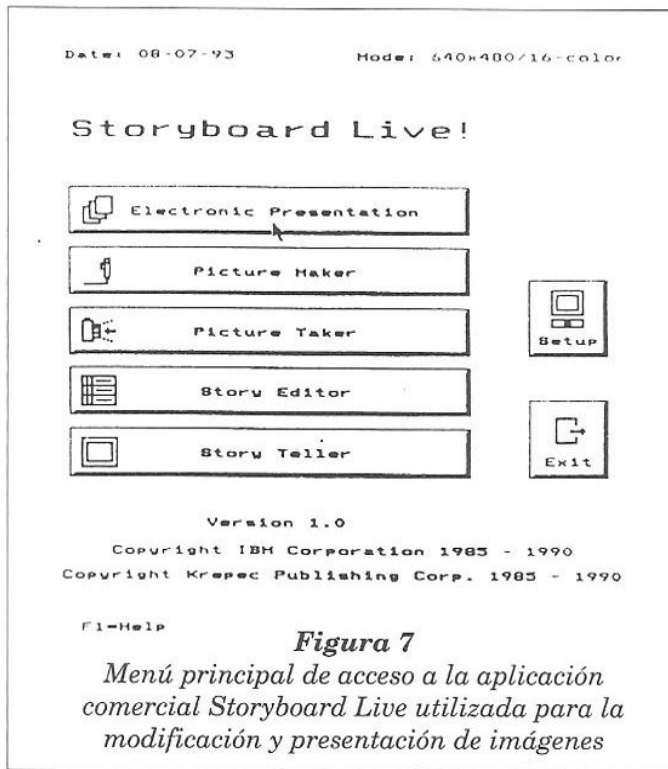 Date: 08-07-93 Mode: 640x480/16-color
Storyboard Live!
Electronic Presentation
Picture Maker
Picture Taker
Setup
Story Editor
Story Teller
Exit
Version 1.0
Copyright IBM Corporation 1985 - 1990
Copyright Krepec Publishing Corp. 1985 - 1990
F1=Help
Figura 7
Menú principal de acceso a la aplicación
comercial Storyboard Live utilizada para la
modificación y presentación de imágenes